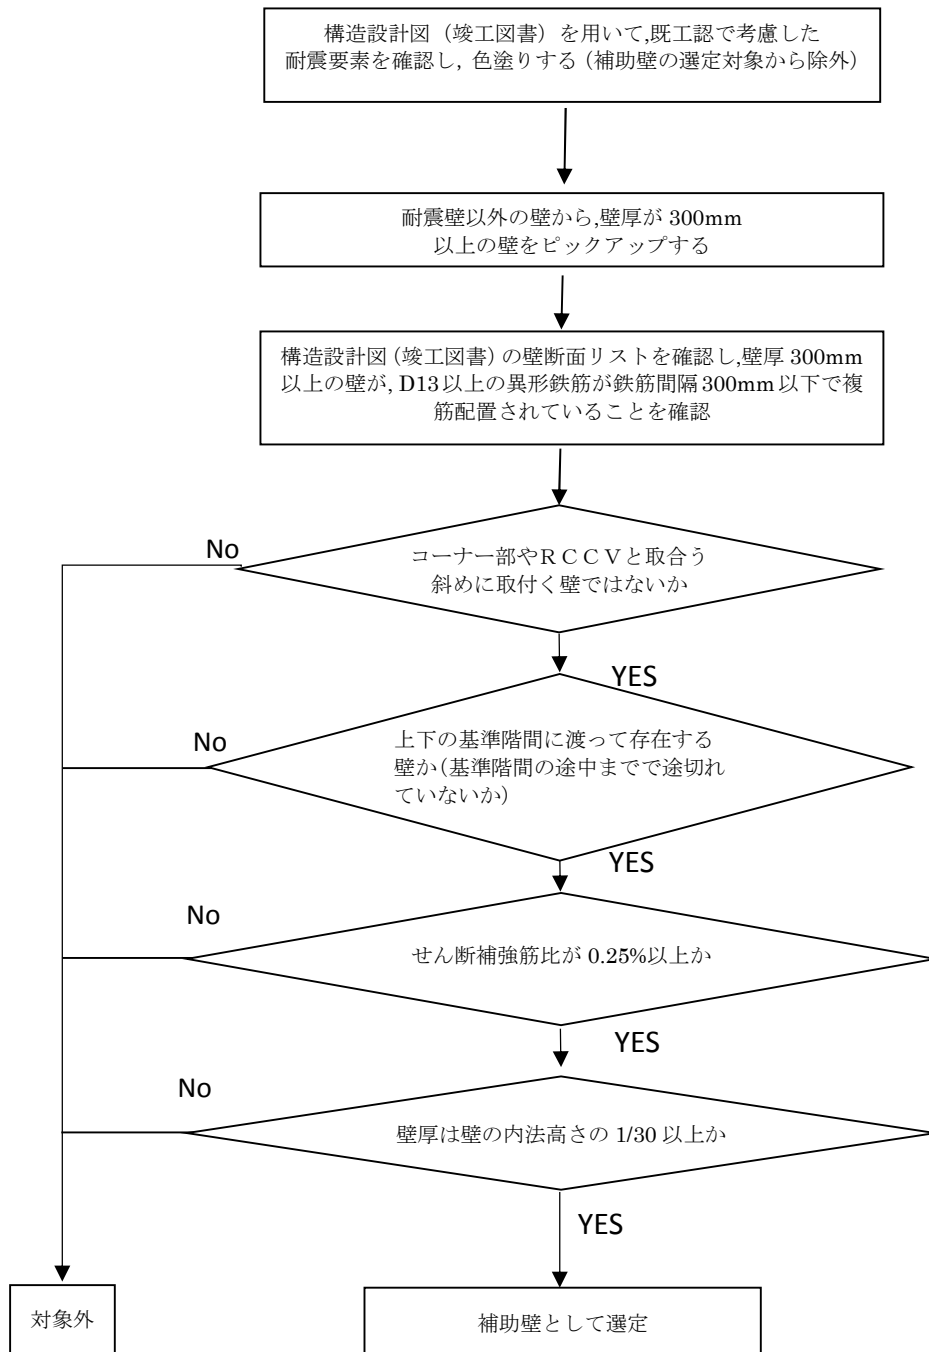 構造設計図（竣工図書）を用いて,既工認で考慮した
耐震要素を確認し, 色塗りする（補助壁の選定対象から除外）
耐震壁以外の壁から,壁厚が 300mm
以上の壁をピックアップする
構造設計図（竣工図書）の壁断面リストを確認し,壁厚 300mm
以上の壁が, D13以上の異形鉄筋が鉄筋間隔300mm以下で複
筋配置されていることを確認
No
コーナー部やＲＣＣＶと取合う
斜めに取付く壁ではないか
YES
No
上下の基準階間に渡って存在する
壁か（基準階間の途中までで途切れ
ていないか）
YES
No
せん断補強筋比が 0.25%以上か
YES
No
壁厚は壁の内法高さの 1/30 以上か
YES
対象外
補助壁として選定